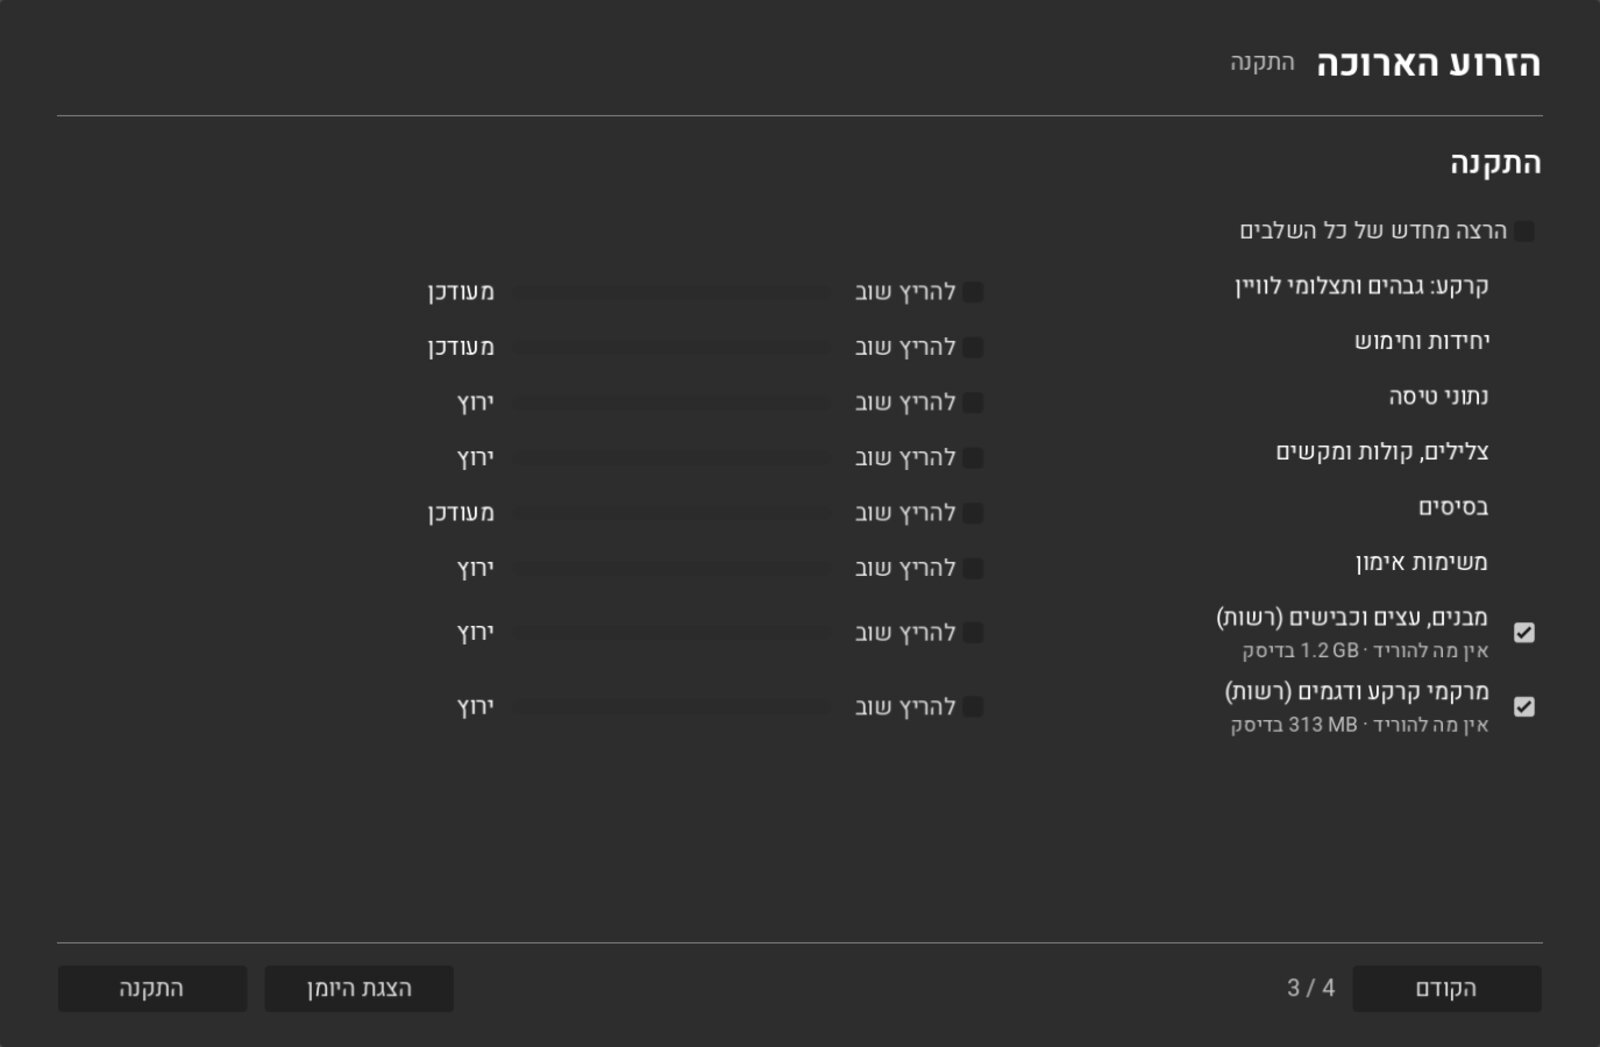 הזרוע הארוכה התקנה
התקנה
הרצה מחדש של כל השלבים
קרקע: גבהים ותצלומי לוויין להריץ שוב מעודכן
יחידות וחימוש להריץ שוב מעודכן
נתוני טיסה להריץ שוב ירוץ
צלילים, קולות ומקשים להריץ שוב ירוץ
בסיסים להריץ שוב מעודכן
משימות אימון להריץ שוב ירוץ
מבנים, עצים וכבישים (רשות) להריץ שוב ירוץ
אין מה להוריד · 1.2 GB בדיסק
מרקמי קרקע ודגמים (רשות) להריץ שוב ירוץ
אין מה להוריד · 313 MB בדיסק
הקודם 3 / 4 הצגת היומן התקנה